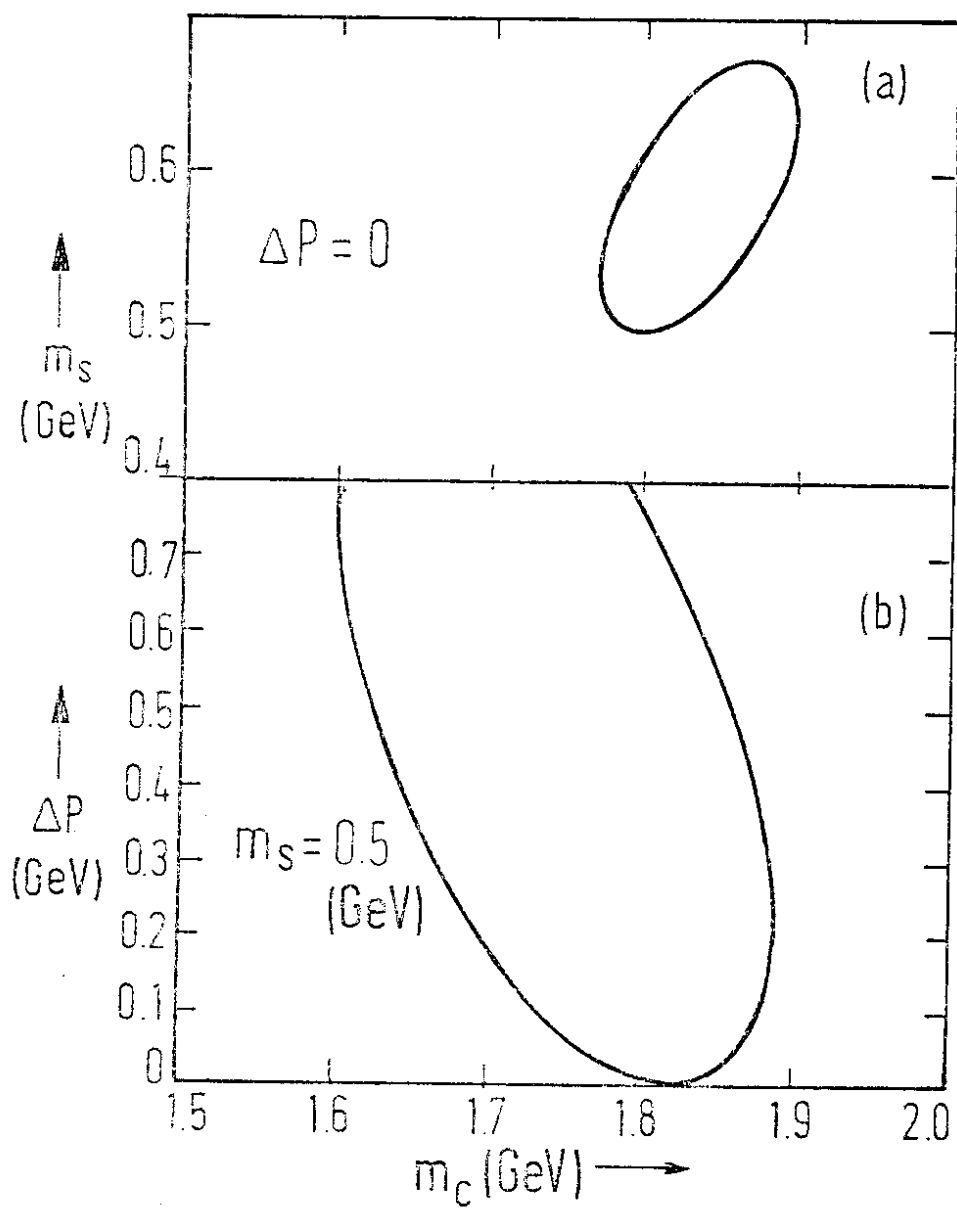 (a)
0.6
ΔP = 0
0.5
m_s
(GeV)
0.4
0.7
(b)
0.6
0.5
0.4
ΔP
(GeV)
m_s = 0.5
(GeV)
0.3
0.2
0.1
0
1.5 1.6 1.7 1.8 1.9 2.0
m_c (GeV)